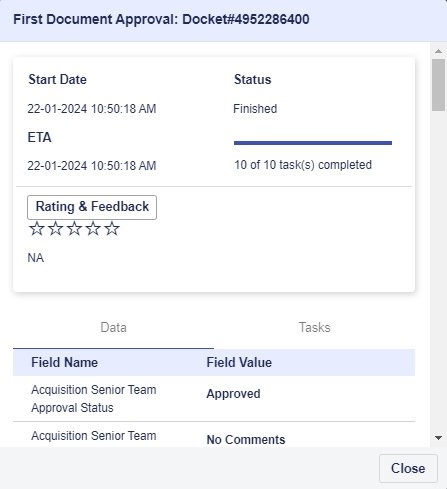 First Document Approval: Docket#4952286400
Start Date
Status
22-01-2024 10:50:18 AM
Finished
ETA
22-01-2024 10:50:18 AM
10 of 10 task(s) completed
Rating & Feedback
NA
Data
Tasks
Field Name
Field Value
Acquisition Senior Team
Approval Status
Approved
Acquisition Senior Team
No Comments
Close